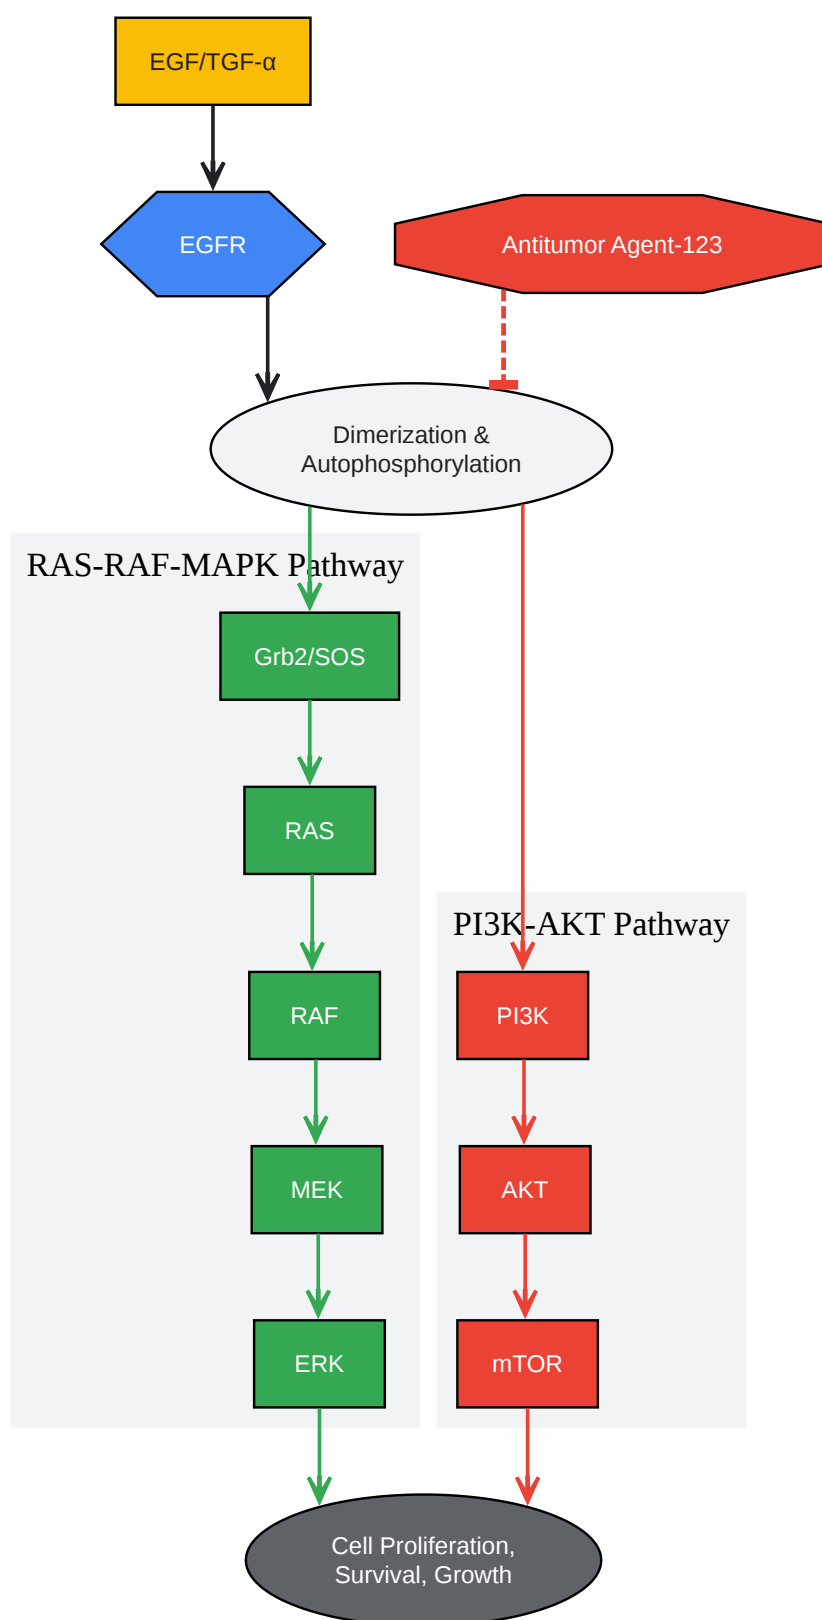 EGF/TGF-α
EGFR
Antitumor Agent-123
Dimerization &
Autophosphorylation
RAS-RAF-MAPK Pathway
Grb2/SOS
RAS
PI3K-AKT Pathway
RAF
PI3K
MEK
AKT
ERK
mTOR
Cell Proliferation,
Survival, Growth